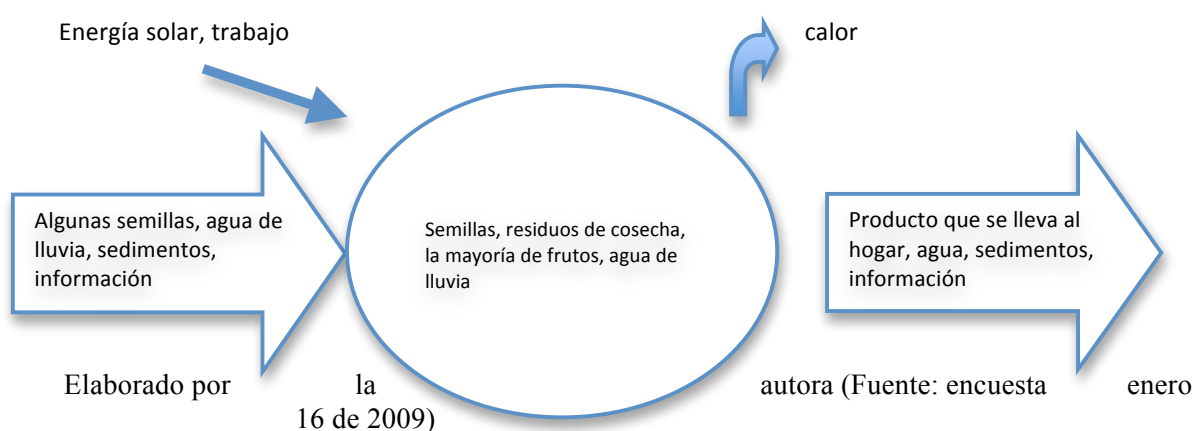 Energía solar, trabajo
calor
Algunas semillas, agua de
lluvia, sedimentos,
información
Semillas, residuos de cosecha,
la mayoría de frutos, agua de
lluvia
Producto que se lleva al
hogar, agua, sedimentos,
información
Elaborado por la autora (Fuente: encuesta enero
16 de 2009)